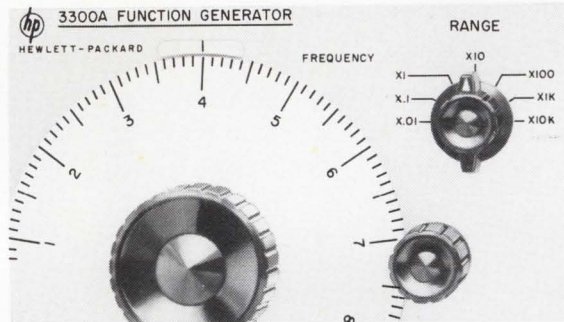 hp 3300A FUNCTION GENERATOR
HEWLETT-PACKARD
RANGE
FREQUENCY
X10
X1 X100
X.1 X1K
X.01 X10K
1 2 3 4 5 6 7 8